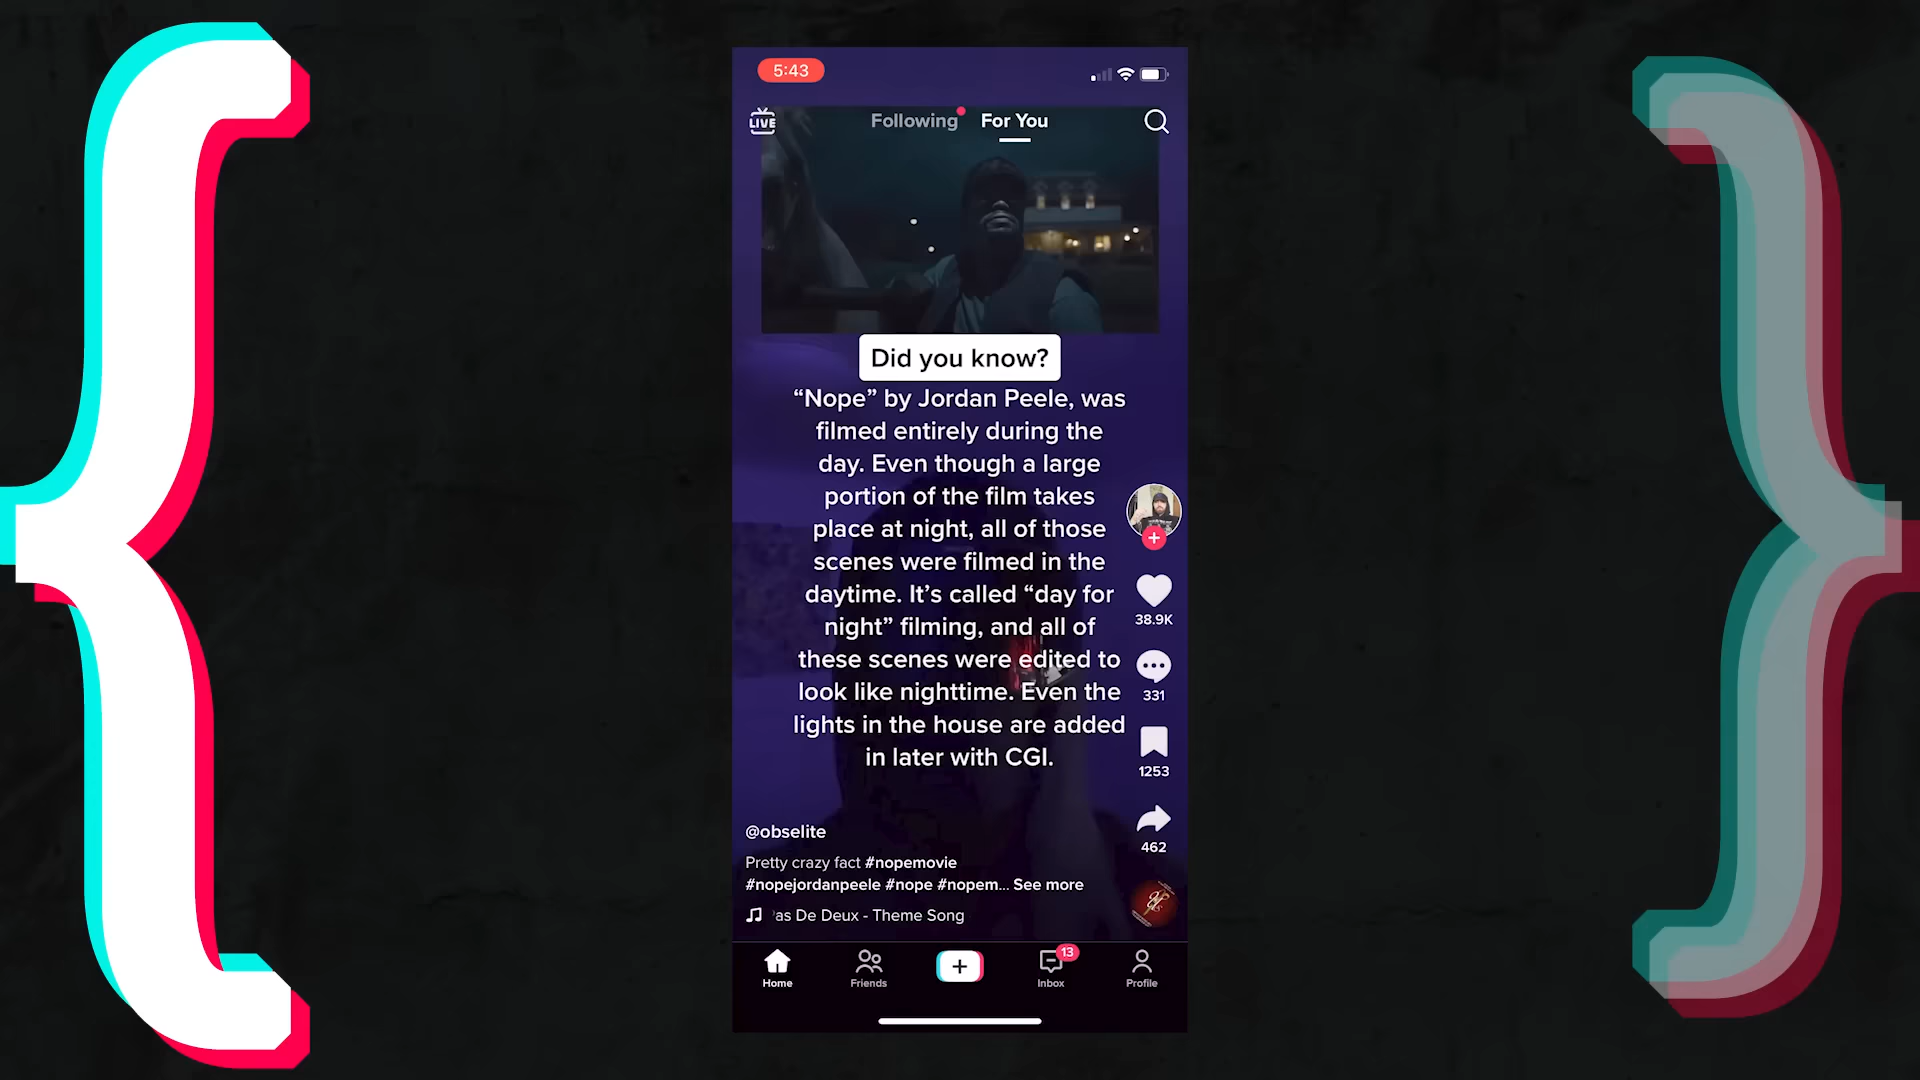 5:43
LIVE
Following
For You
Did you know?
“Nope” by Jordan Peele, was
filmed entirely during the
day. Even though a large
portion of the film takes
place at night, all of those
scenes were filmed in the
daytime. It’s called “day for
night” filming, and all of
these scenes were edited to
look like nighttime. Even the
lights in the house are added
in later with CGI.
38.9K
331
1253
462
@obselite
Pretty crazy fact #nopemovie
#nopejordanpeele #nope #nopem... See more
as De Deux - Theme Song
Home
Friends
13
Inbox
Profile